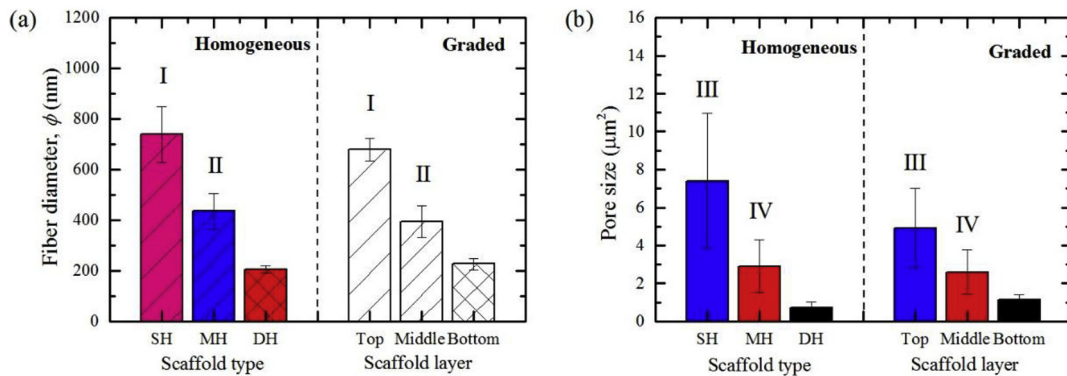 (a)
Fiber diameter, ϕ (nm)
1200
1000
800
600
400
200
0
Homogeneous
Graded
I
II
I
II
SH MH DH
Top Middle Bottom
Scaffold type
Scaffold layer
(b)
Pore size (μm²)
16
14
12
10
8
6
4
2
0
Homogeneous
Graded
III
IV
III
IV
SH MH DH
Top Middle Bottom
Scaffold type
Scaffold layer